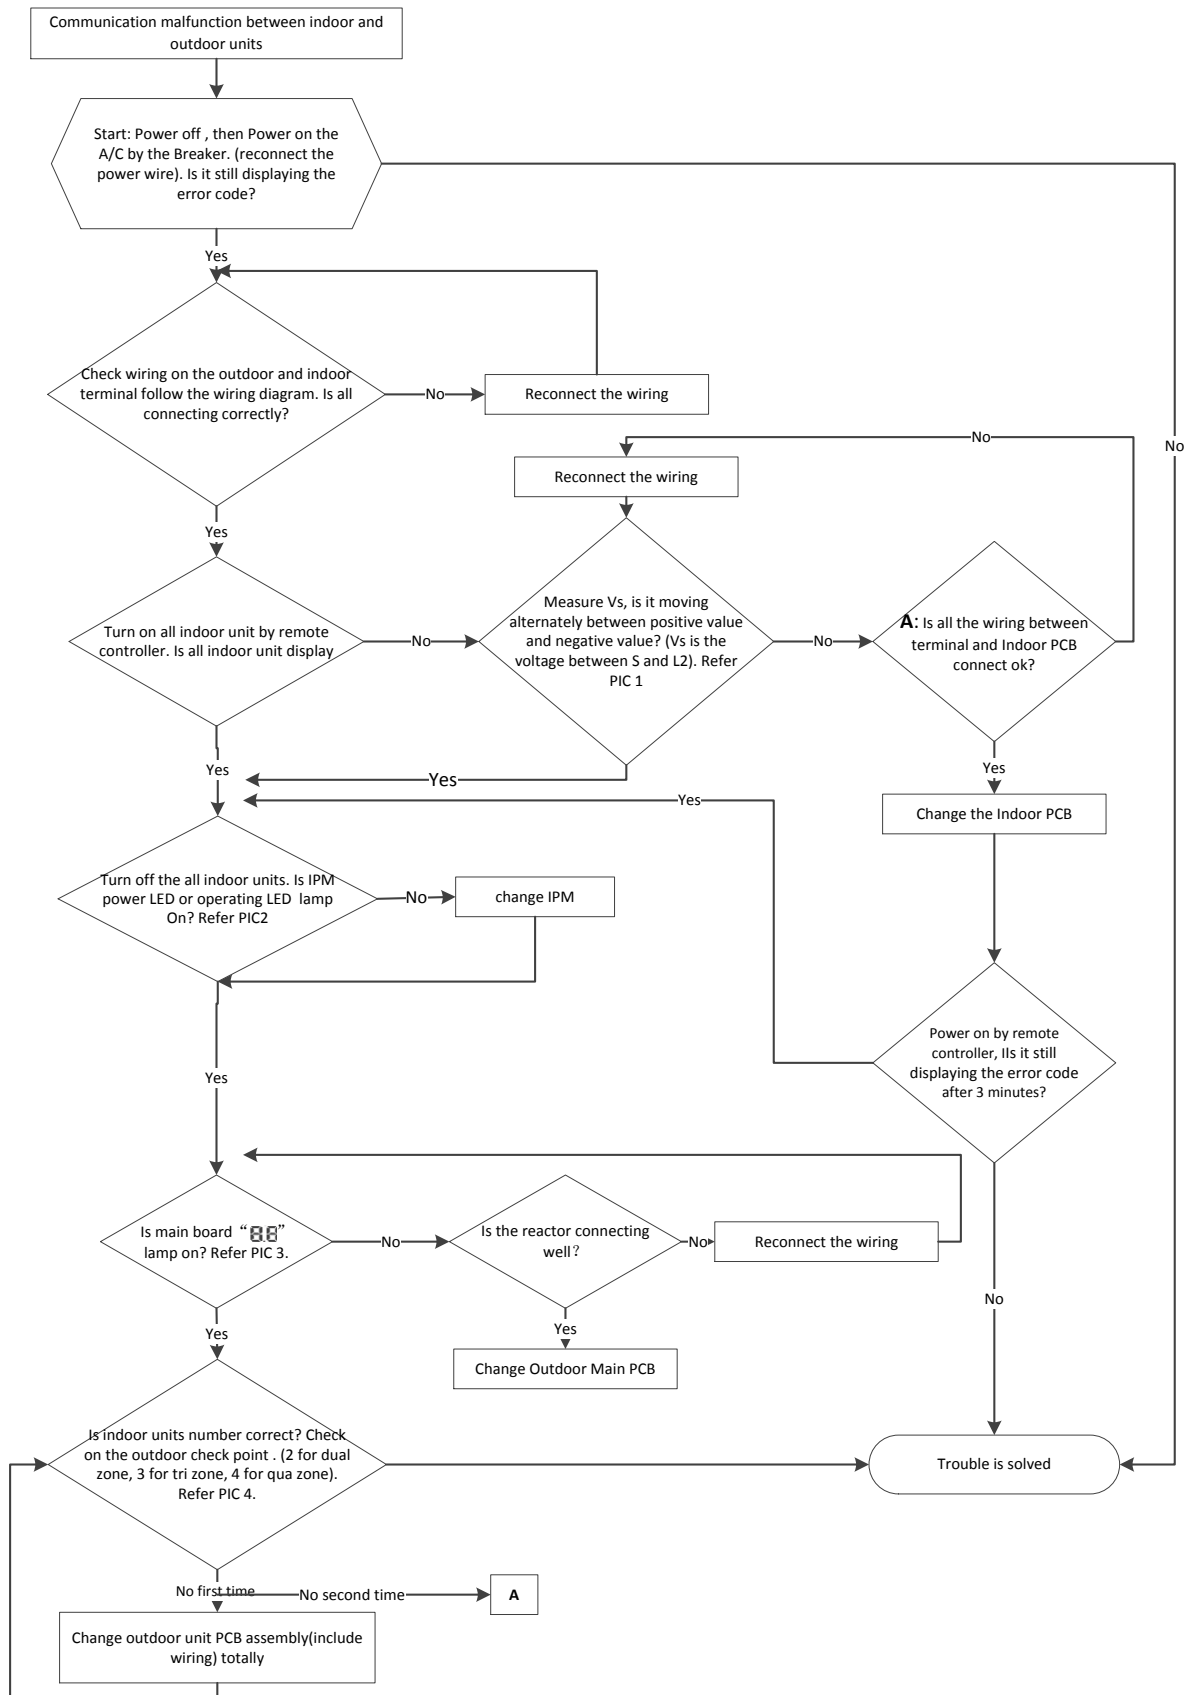 Communication malfunction between indoor and
outdoor units
Start: Power off , then Power on the
A/C by the Breaker. (reconnect the
power wire). Is it still displaying the
error code?
No
Yes
Check wiring on the outdoor and indoor
terminal follow the wiring diagram. Is all
connecting correctly?
No
Reconnect the wiring
No
Reconnect the wiring
Yes
Turn on all indoor unit by remote
controller. Is all indoor unit display
No
Measure Vs, is it moving
alternately between positive value
and negative value? (Vs is the
voltage between S and L2). Refer
PIC 1
No
A: Is all the wiring between
terminal and Indoor PCB
connect ok?
Yes
Yes
Yes
Yes
Change the Indoor PCB
Turn off the all indoor units. Is IPM
power LED or operating LED lamp
On? Refer PIC2
No
change IPM
Power on by remote
controller, IIs it still
displaying the error code
after 3 minutes?
Yes
No
Is main board “8.8”
lamp on? Refer PIC 3.
No
Is the reactor connecting
well?
No
Reconnect the wiring
Yes
Yes
Change Outdoor Main PCB
Is indoor units number correct? Check
on the outdoor check point . (2 for dual
zone, 3 for tri zone, 4 for qua zone).
Refer PIC 4.
Trouble is solved
No first time
No second time
A
Change outdoor unit PCB assembly(include
wiring) totally